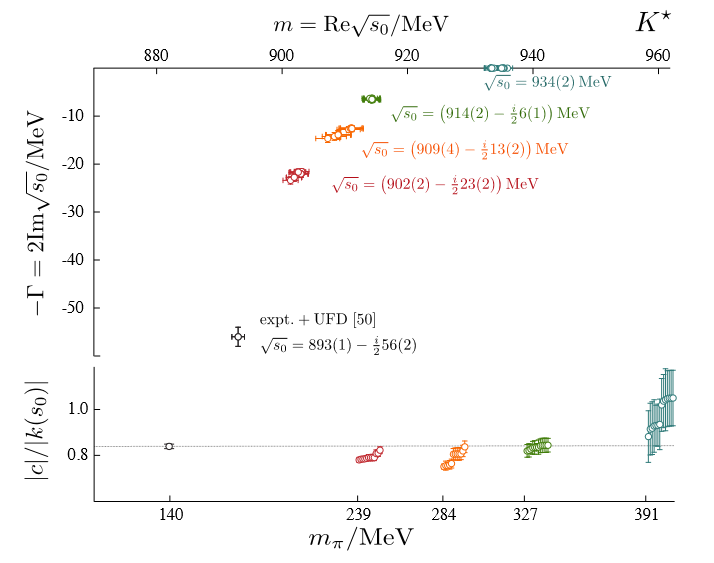 m = Re√s₀/MeV
K⋆
880 900 920 940 960
√s₀ = 934(2) MeV
-10
√s₀ = (914(2) − i/2 6(1)) MeV
√s₀ = (909(4) − i/2 13(2)) MeV
-20
√s₀ = (902(2) − i/2 23(2)) MeV
−Γ = 2Im√s₀/MeV
-30
-40
-50
expt. + UFD [50]
√s₀ = 893(1) − i/2 56(2)
|c|/|k(s₀)|
1.0
0.8
140 239 284 327 391
mπ/MeV